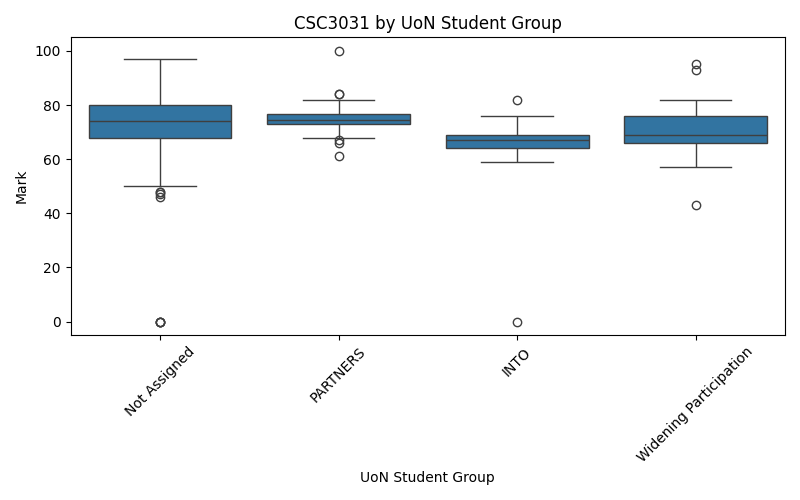 CSC3031 by UoN Student Group
Mark
100
80
60
40
20
0
Not Assigned
PARTNERS
INTO
Widening Participation
UoN Student Group